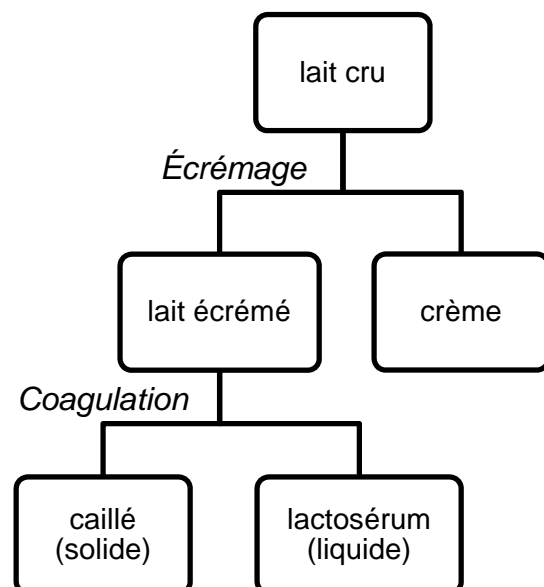 lait cru
Écrémage
lait écrémé
crème
Coagulation
caillé
(solide)
lactosérum
(liquide)